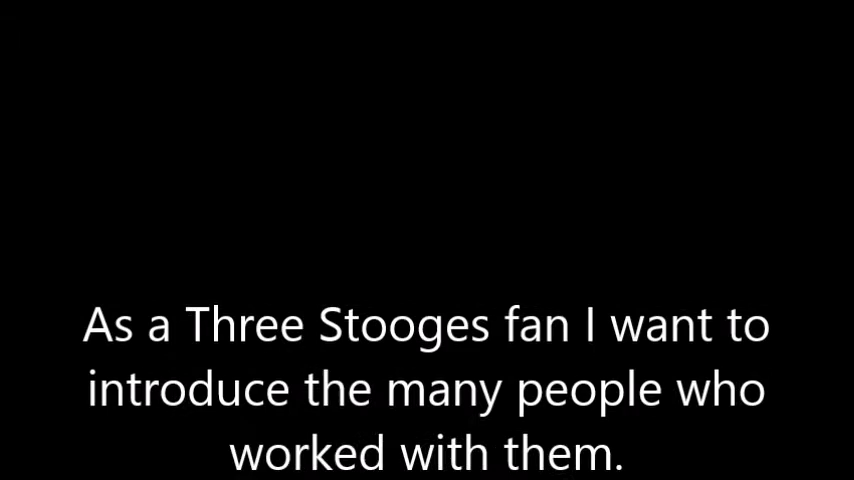 As a Three Stooges fan I want to
introduce the many people who
worked with them.